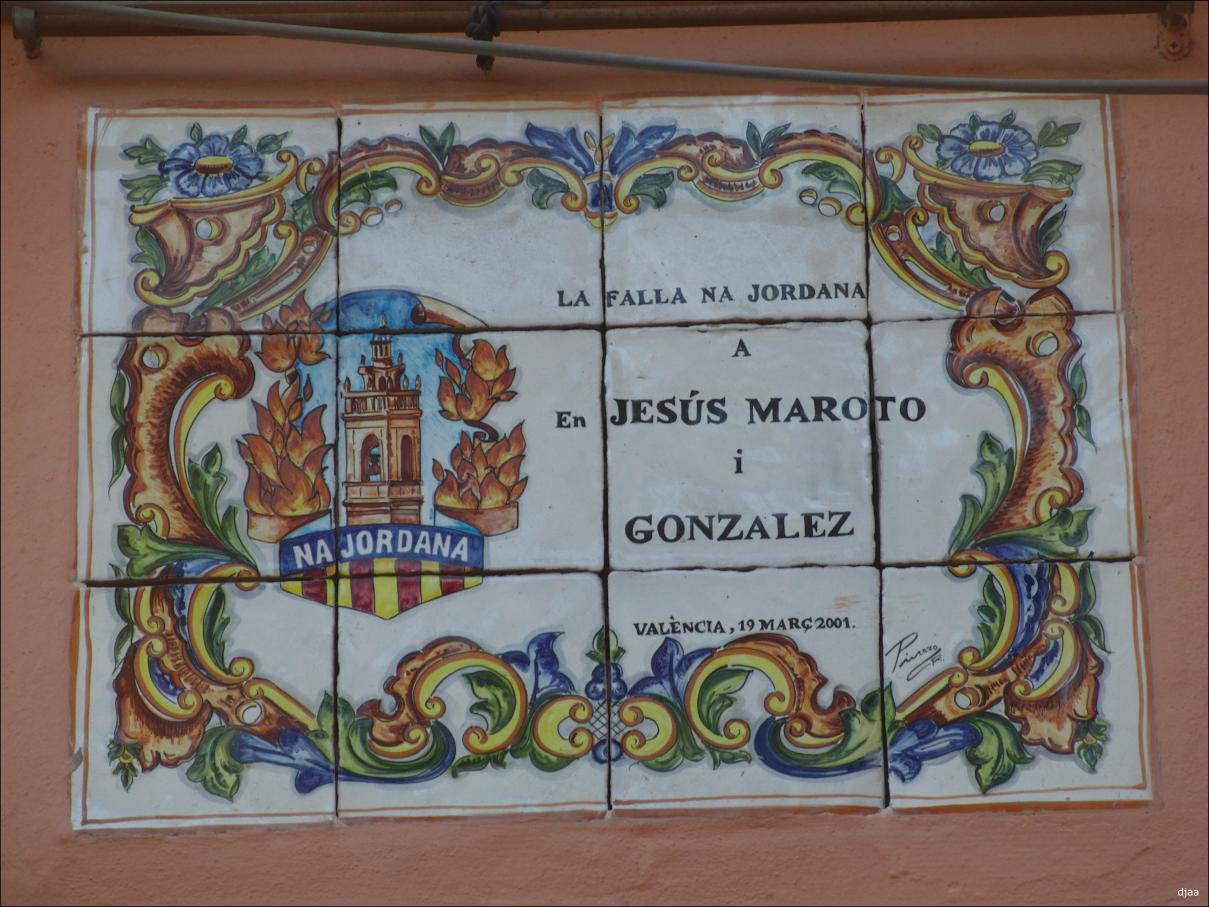 LA FALLA NA JORDANA
A
En JESÚS MAROTO
i
GONZALEZ
NA JORDANA
VALÈNCIA, 19 MARÇ 2001.
djaa